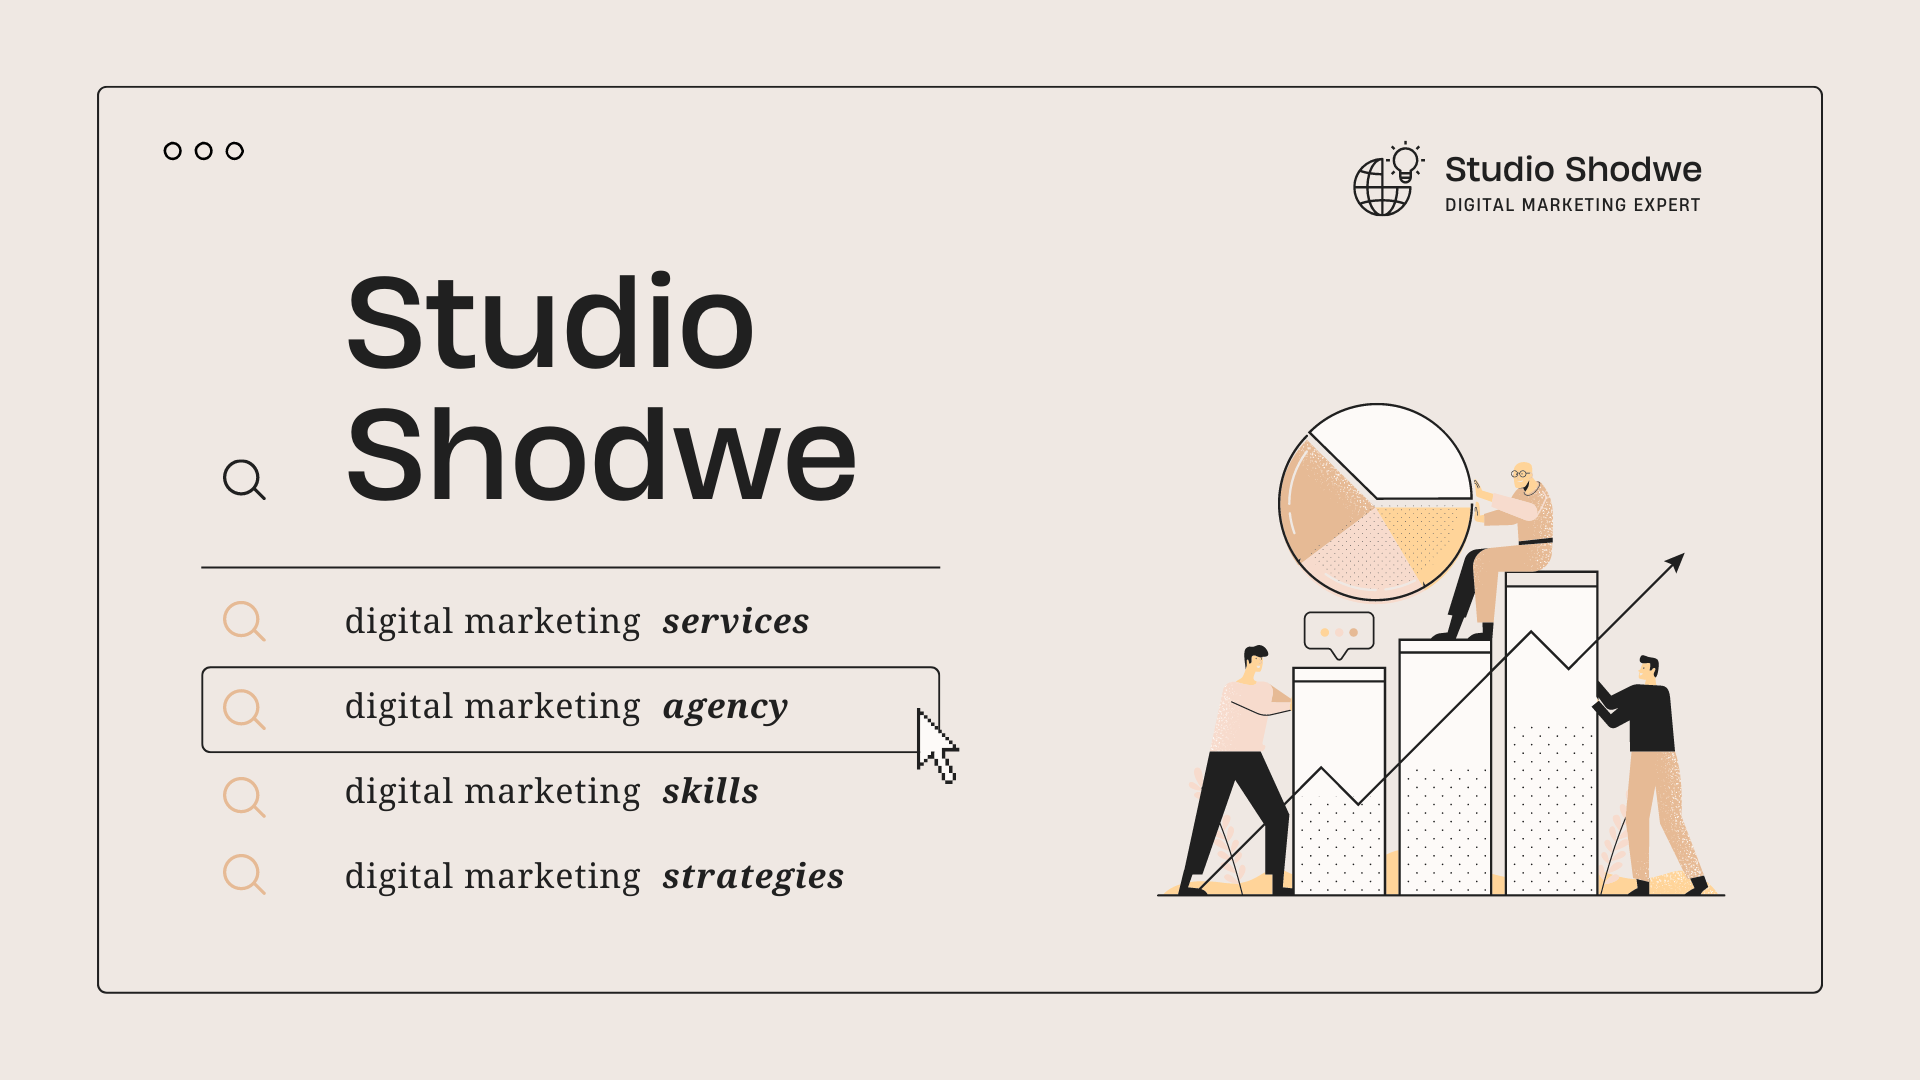 Studio Shodwe
DIGITAL MARKETING EXPERT
Studio
Shodwe
digital marketing services
digital marketing agency
digital marketing skills
digital marketing strategies